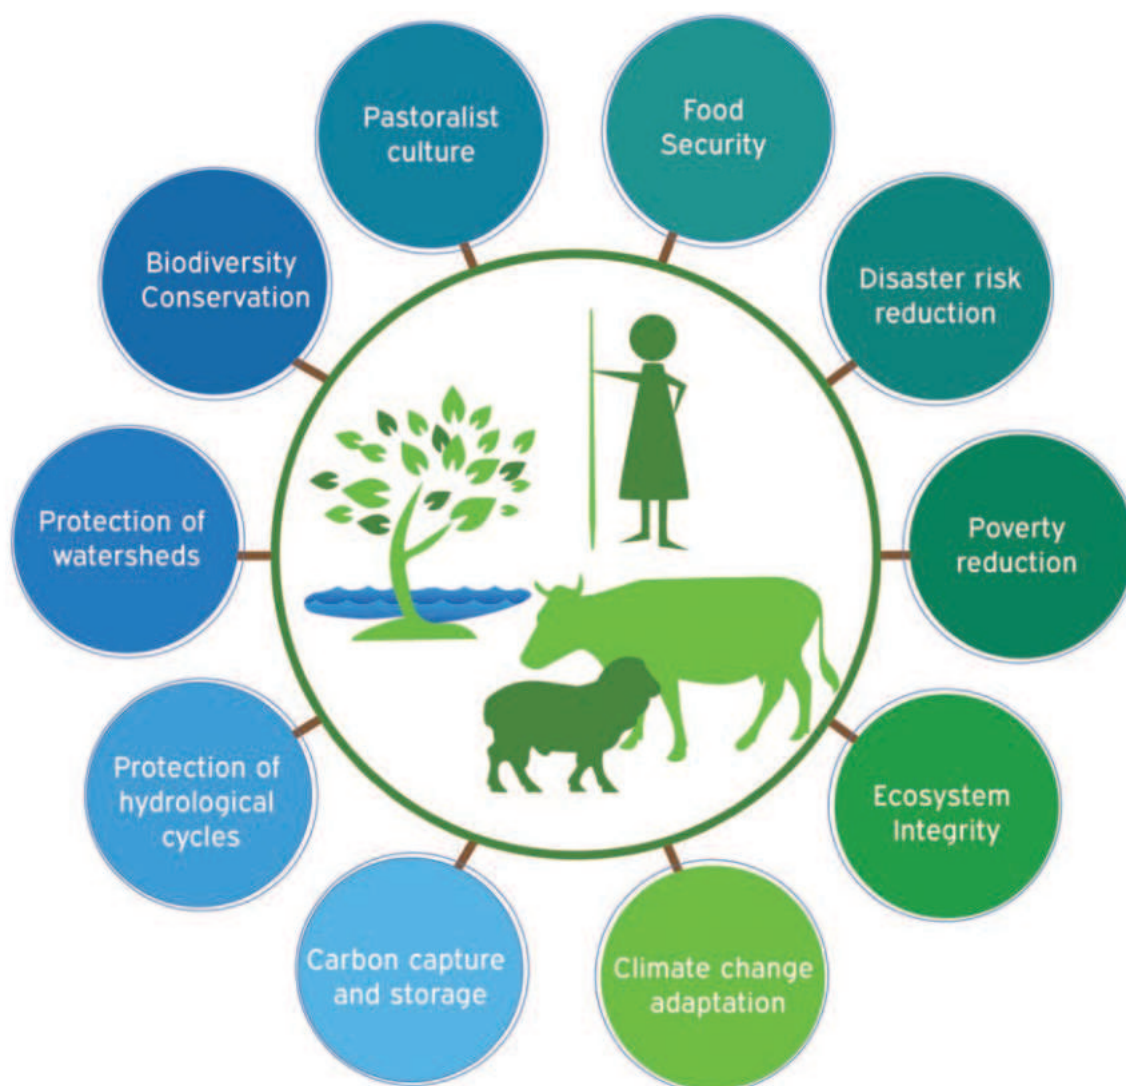 Pastoralist
culture
Food
Security
Biodiversity
Conservation
Disaster risk
reduction
Protection of
watersheds
Poverty
reduction
Protection of
hydrological
cycles
Ecosystem
Integrity
Carbon capture
and storage
Climate change
adaptation